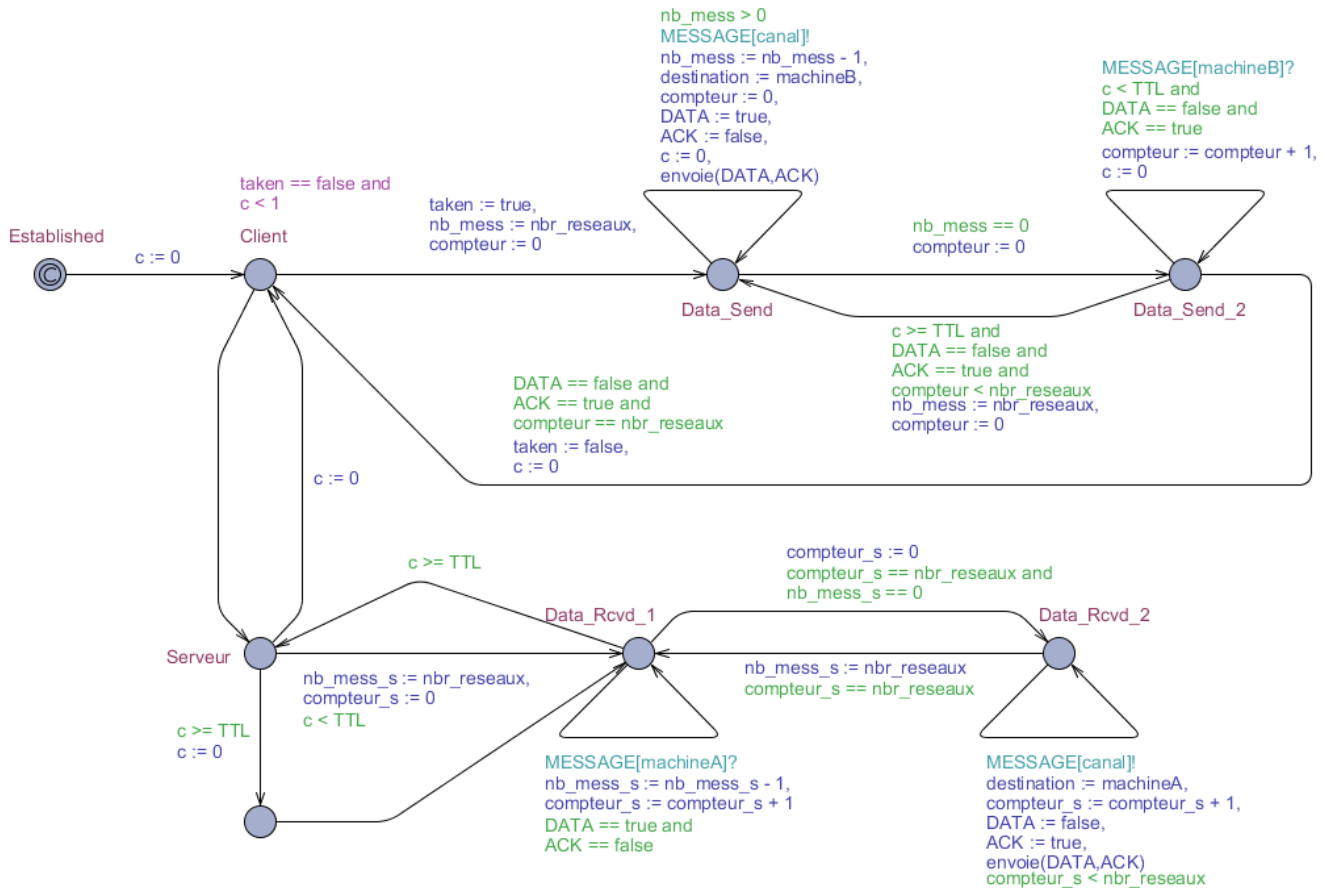 nb_mess > 0
MESSAGE[canal]!
nb_mess := nb_mess - 1,
destination := machineB,
compteur := 0,
DATA := true,
ACK := false,
c := 0,
envoie(DATA,ACK)
MESSAGE[machineB]?
c < TTL and
DATA == false and
ACK == true
compteur := compteur + 1,
c := 0
taken == false and
c < 1
Established
Client
c := 0
taken := true,
nb_mess := nbr_reseaux,
compteur := 0
nb_mess == 0
compteur := 0
Data_Send
Data_Send_2
c >= TTL and
DATA == false and
ACK == true and
compteur < nbr_reseaux
nb_mess := nbr_reseaux,
compteur := 0
DATA == false and
ACK == true and
compteur == nbr_reseaux
taken := false,
c := 0
c := 0
c >= TTL
compteur_s := 0
compteur_s == nbr_reseaux and
nb_mess_s == 0
Data_Rcvd_1
Data_Rcvd_2
Serveur
nb_mess_s := nbr_reseaux,
compteur_s := 0
c < TTL
nb_mess_s := nbr_reseaux
compteur_s == nbr_reseaux
c >= TTL
c := 0
MESSAGE[machineA]?
nb_mess_s := nb_mess_s - 1,
compteur_s := compteur_s + 1
DATA == true and
ACK == false
MESSAGE[canal]!
destination := machineA,
compteur_s := compteur_s + 1,
DATA := false,
ACK := true,
envoie(DATA,ACK)
compteur_s < nbr_reseaux